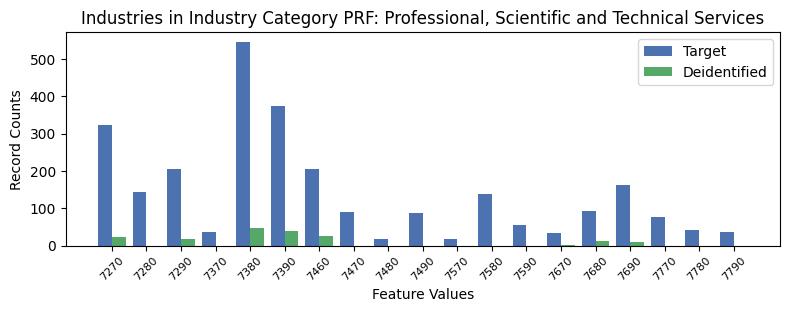 Industries in Industry Category PRF: Professional, Scientific and Technical Services
Target
Deidentified
Record Counts
500
400
300
200
100
0
7270 7280 7290 7370 7380 7390 7460 7470 7480 7490 7570 7580 7590 7670 7680 7690 7770 7780 7790
Feature Values